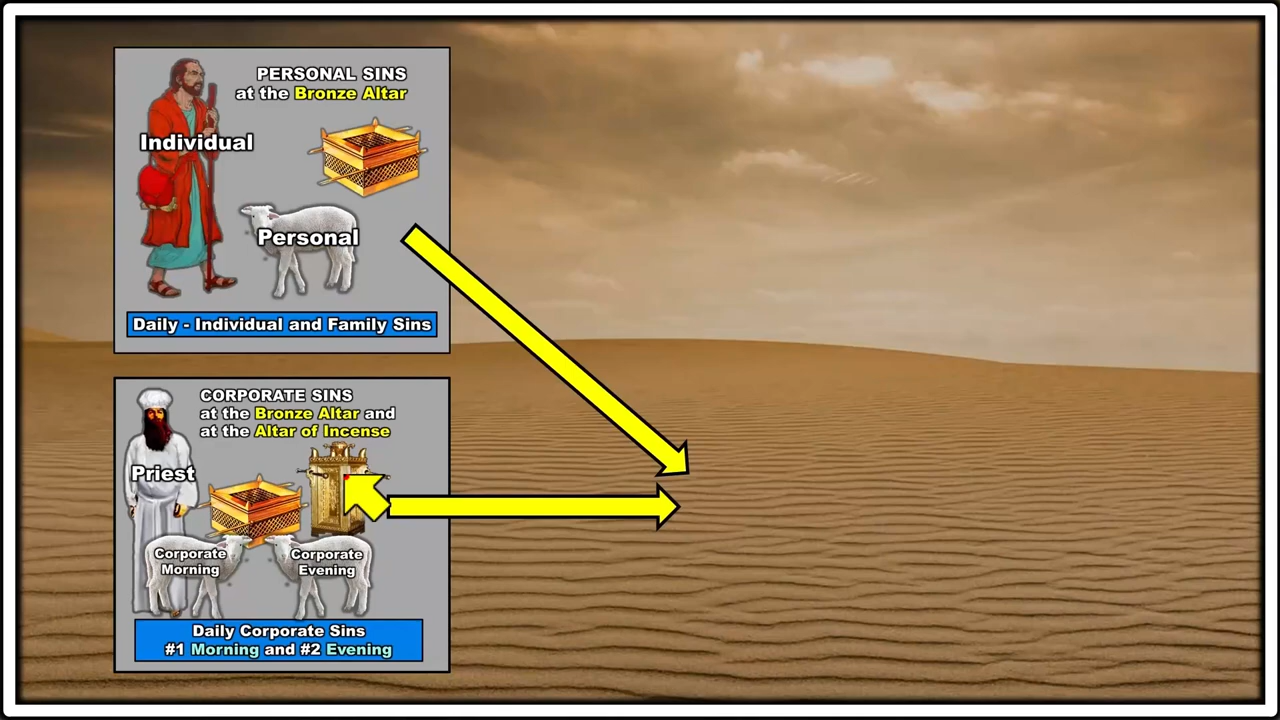 PERSONAL SINS
at the Bronze Altar
Individual
Personal
Daily - Individual and Family Sins
CORPORATE SINS
at the Bronze Altar and
at the Altar of Incense
Priest
Corporate
Morning
Corporate
Evening
Daily Corporate Sins
#1 Morning and #2 Evening